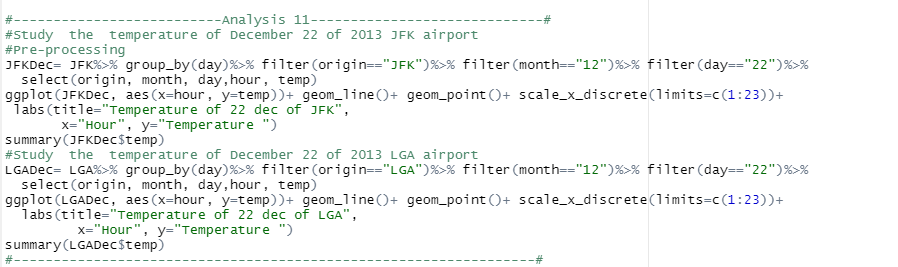 #--------------------------Analysis 11-----------------------------#
#Study  the  temperature of December 22 of 2013 JFK airport
#Pre-processing
JFKDec= JFK%>% group_by(day)%>% filter(origin=="JFK")%>% filter(month=="12")%>% filter(day=="22")%>%
  select(origin, month, day,hour, temp)
ggplot(JFKDec, aes(x=hour, y=temp))+ geom_line()+ geom_point()+ scale_x_discrete(limits=c(1:23))+
 labs(title="Temperature of 22 dec of JFK",
       x="Hour", y="Temperature ")
summary(JFKDec$temp)
#Study  the  temperature of December 22 of 2013 LGA airport
LGADec= LGA%>% group_by(day)%>% filter(origin=="LGA")%>% filter(month=="12")%>% filter(day=="22")%>%
  select(origin, month, day,hour, temp)
ggplot(LGADec, aes(x=hour, y=temp))+ geom_line()+ geom_point()+ scale_x_discrete(limits=c(1:23))+
  labs(title="Temperature of 22 dec of LGA",
         x="Hour", y="Temperature ")
summary(LGADec$temp)
#-----------------------------------------------------------------#